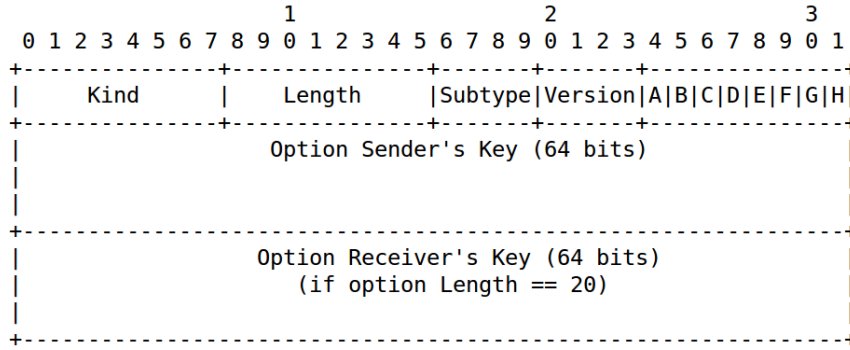 1                   2                   3
 0 1 2 3 4 5 6 7 8 9 0 1 2 3 4 5 6 7 8 9 0 1 2 3 4 5 6 7 8 9 0 1
+---------------+---------------+-------+-------+---------------+
|     Kind      |    Length     |Subtype|Version|A|B|C|D|E|F|G|H|
+---------------+---------------+-------+-------+---------------+
|                   Option Sender's Key (64 bits)               |
|                                                               |
|                                                               |
+---------------------------------------------------------------+
|                  Option Receiver's Key (64 bits)              |
|                     (if option Length == 20)                  |
|                                                               |
+---------------------------------------------------------------+